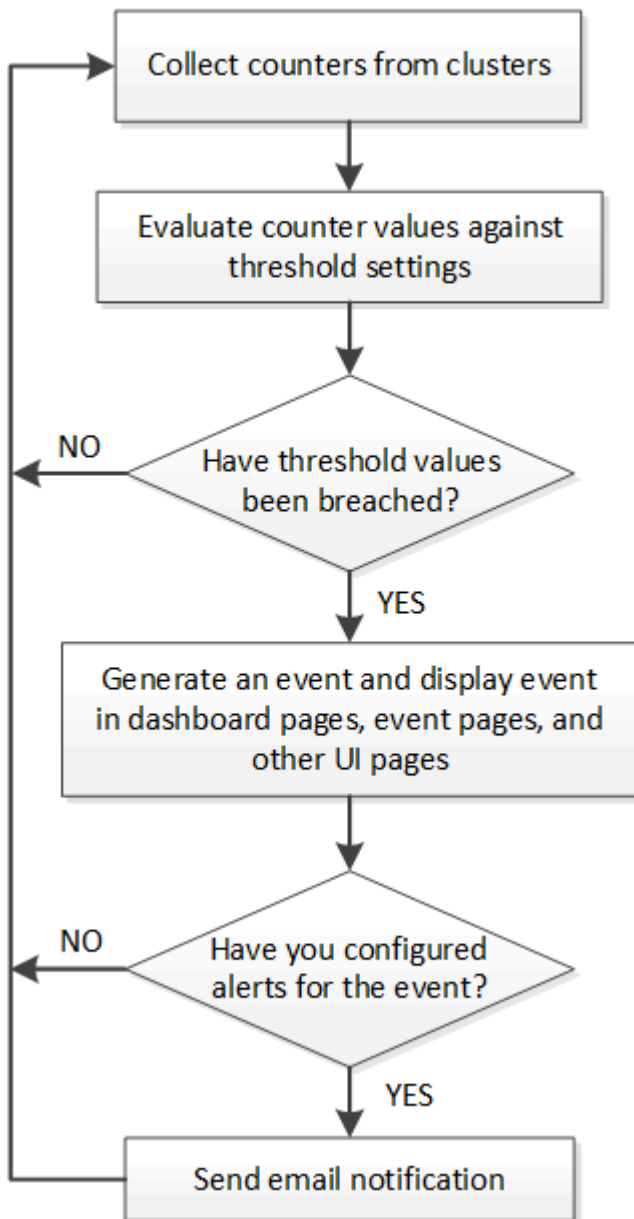 Collect counters from clusters
Evaluate counter values against
threshold settings
NO
Have threshold values
been breached?
YES
Generate an event and display event
in dashboard pages, event pages, and
other UI pages
NO
Have you configured
alerts for the event?
YES
Send email notification